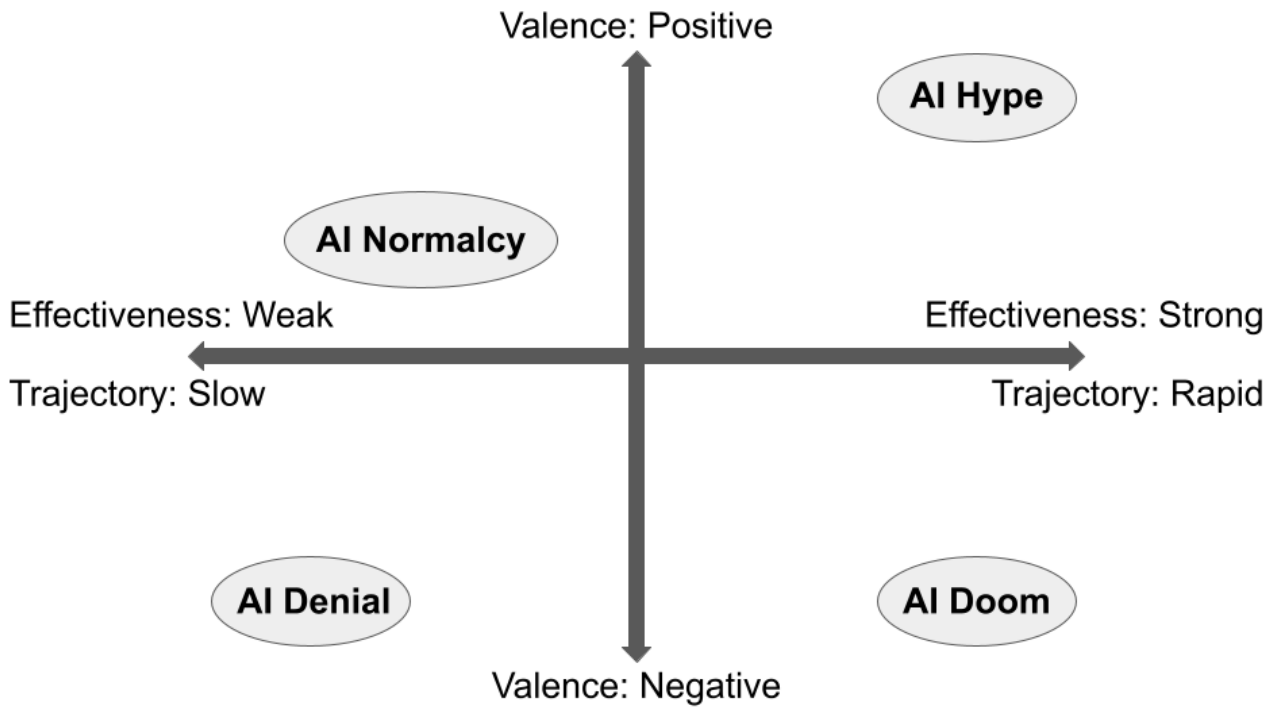 Valence: Positive
AI Hype
AI Normalcy
Effectiveness: Weak
Effectiveness: Strong
Trajectory: Slow
Trajectory: Rapid
AI Denial
AI Doom
Valence: Negative